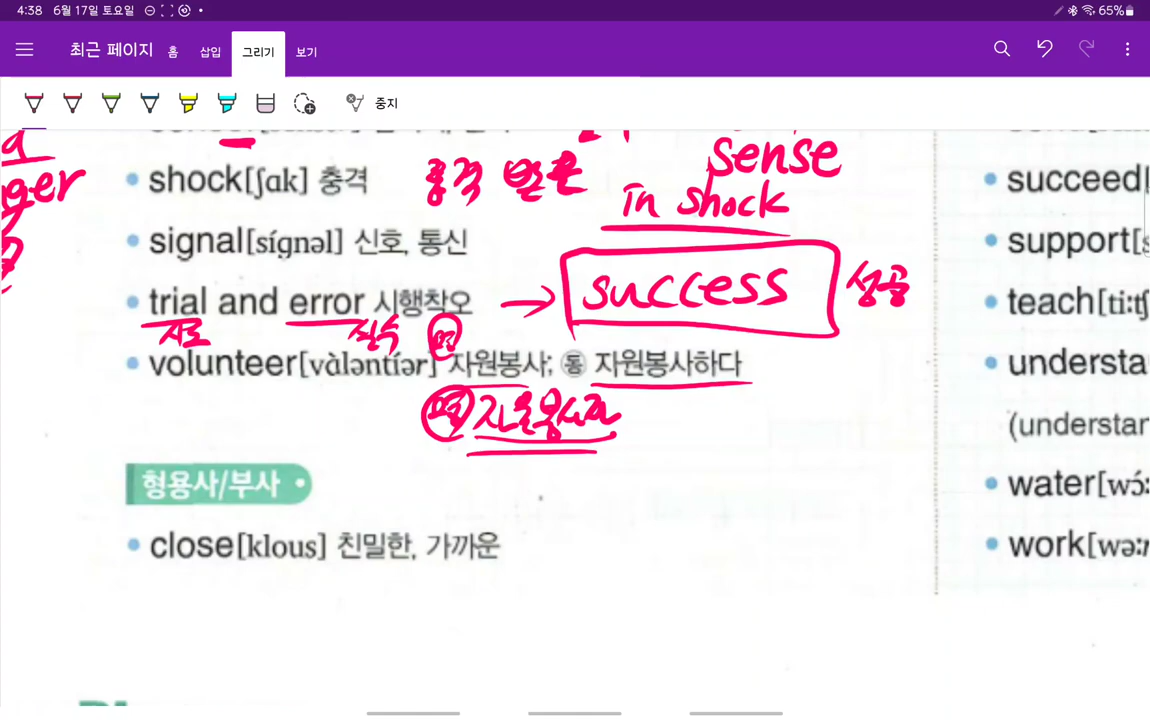 4:38 6월 17일 토요일
65%
최근 페이지 홈 삽입 그리기 보기
중지
sense
ger
shock[ʃɑk] 충격
충격 받은
in shock
signal[sígnəl] 신호, 통신
success 성공
trial and error 시행착오
시도 실수
명
volunteer[vàləntíər] 자원봉사; 동 자원봉사하다
명 자원봉사자
형용사/부사
close[klous] 친밀한, 가까운
succeed[
support[s
teach[tiːtʃ
understa
(understan
water[wɔ́ː
work[wəːr